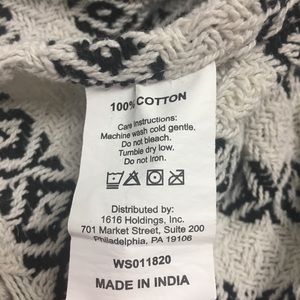 100% COTTON
Care Instructions:
Machine wash cold gentle.
Do not bleach.
Tumble dry low.
Do not Iron.
Distributed by:
1616 Holdings, Inc.
701 Market Street, Suite 200
Philadelphia, PA 19106
WS011820
MADE IN INDIA